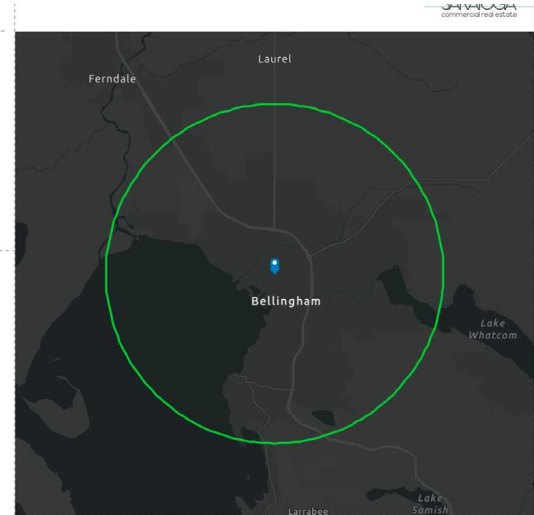 commercial real estate
Laurel
Ferndale
Bellingham
Lake
Whatcom
Lake
Samish
Larrabee